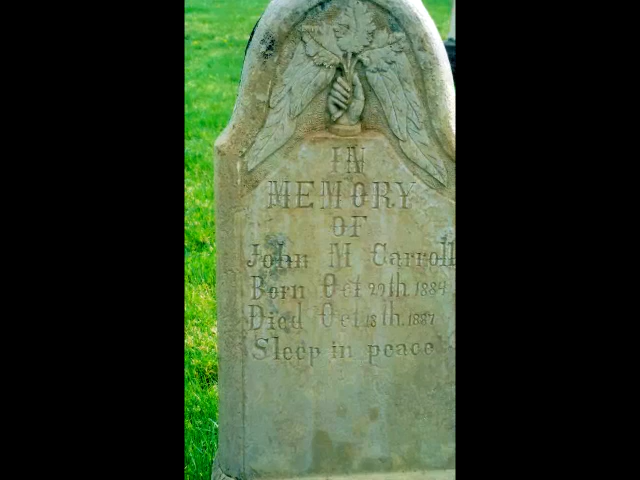 IN
MEMORY
OF
John M Carroll
Born Oct 29th. 1884
Died Oct 18th. 1887
Sleep in peace